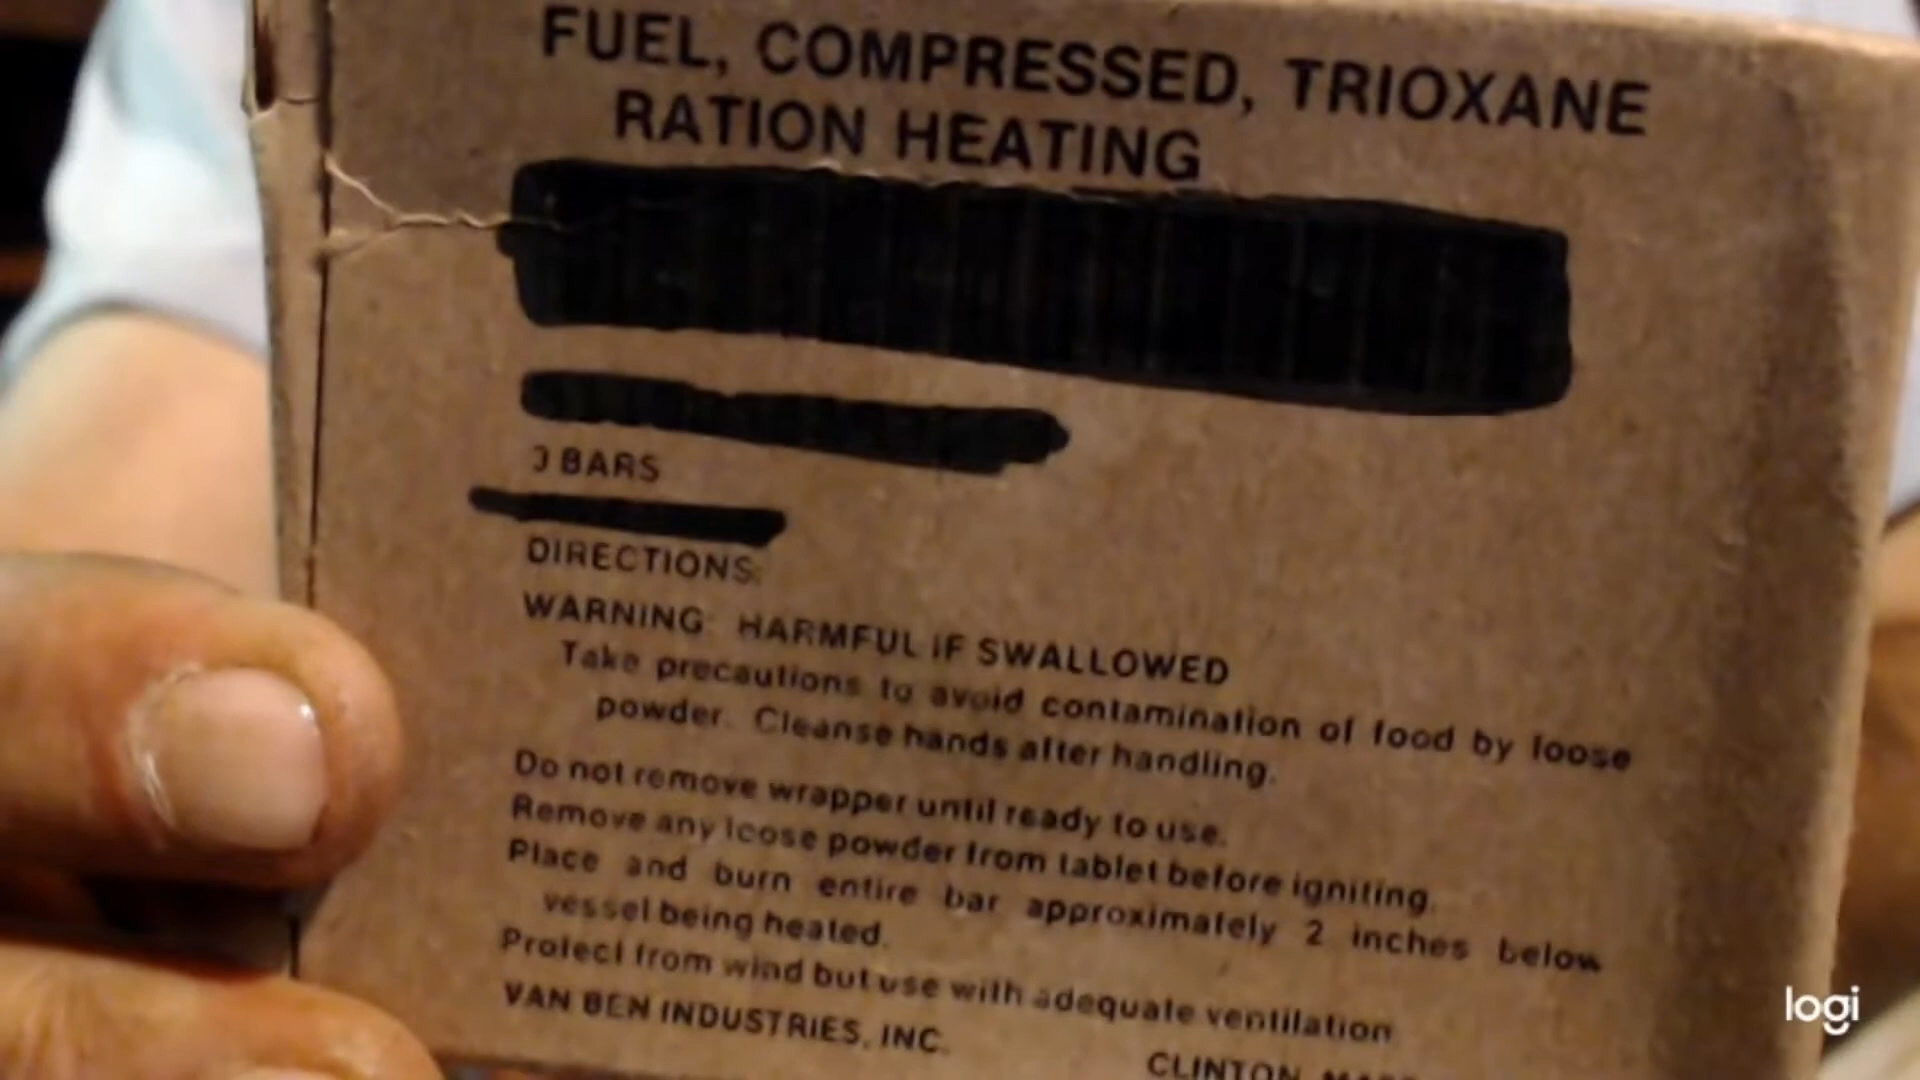 FUEL, COMPRESSED, TRIOXANE
RATION HEATING
3 BARS
DIRECTIONS:
WARNING: HARMFUL IF SWALLOWED
Take precautions to avoid contamination of food by loose
powder. Cleanse hands after handling.
Do not remove wrapper until ready to use.
Remove any loose powder from tablet before igniting.
Place and burn entire bar approximately 2 inches below
vessel being heated.
Protect from wind but use with adequate ventilation
VAN BEN INDUSTRIES, INC.
CLINTON,
logi